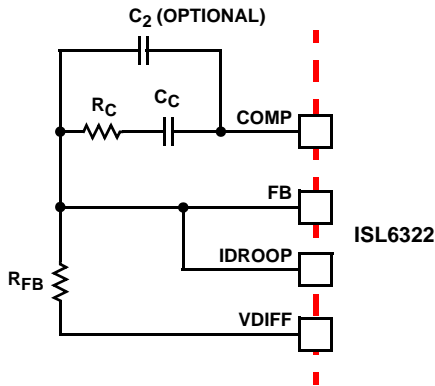 C2 (OPTIONAL)
RC
CC
COMP
FB
ISL6322
IDROOP
RFB
VDIFF